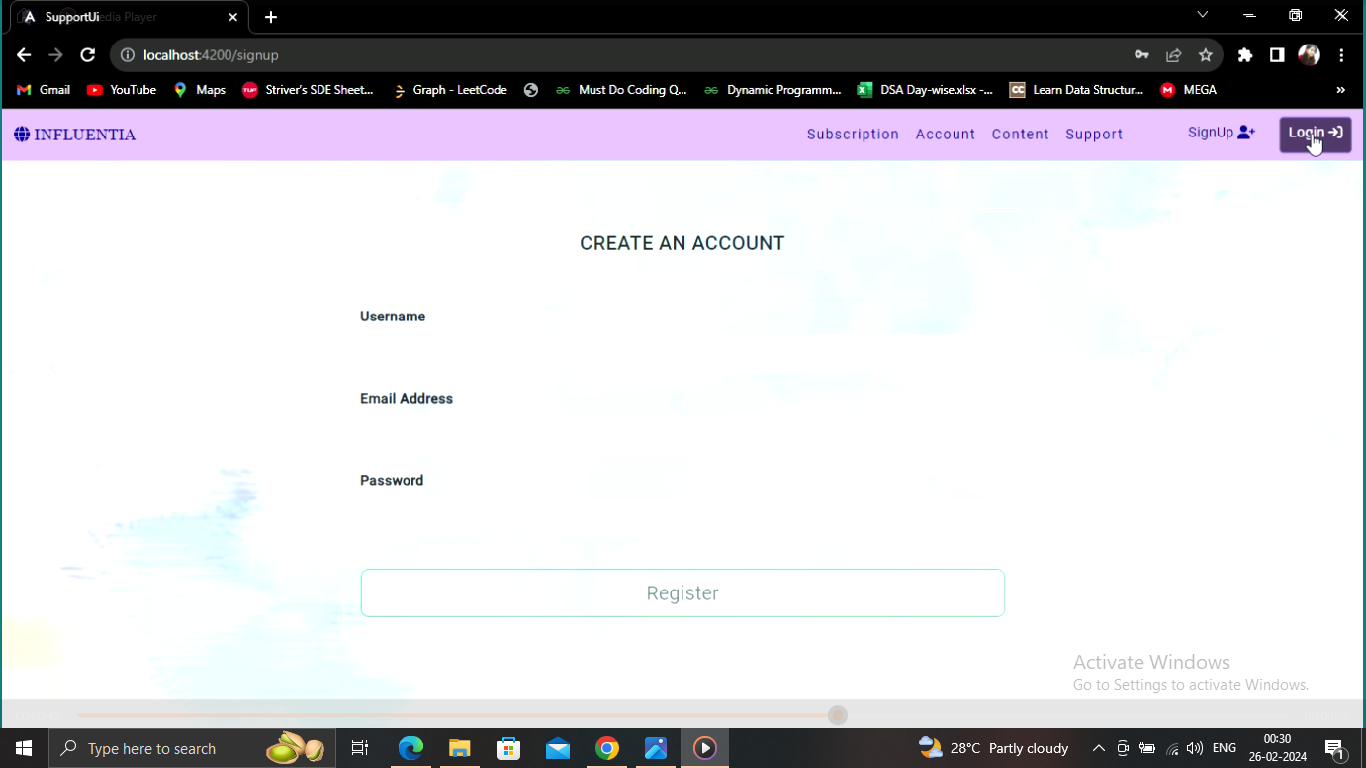 SupportUi
Media Player
localhost:4200/signup
Gmail YouTube Maps Striver's SDE Sheet... Graph - LeetCode Must Do Coding Q... Dynamic Programm... DSA Day-wise.xlsx -... Learn Data Structur... MEGA »
INFLUENTIA Subscription Account Content Support SignUp Login
CREATE AN ACCOUNT
Username
Email Address
Password
Register
Activate Windows
Go to Settings to activate Windows.
Type here to search 28°C Partly cloudy ENG 00:30
26-02-2024 1